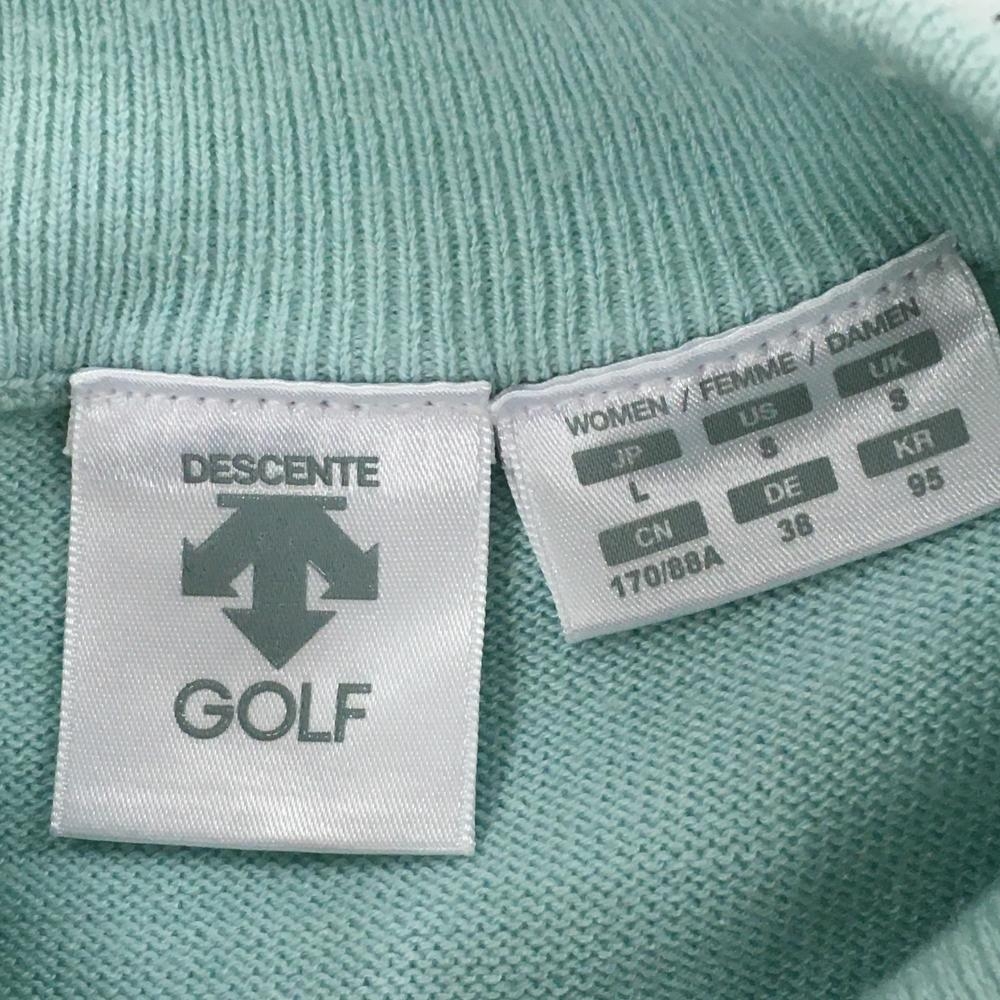 DESCENTE
GOLF
WOMEN / FEMME / DAMEN
JP US UK
L S S
CN DE KR
170/88A 38 95